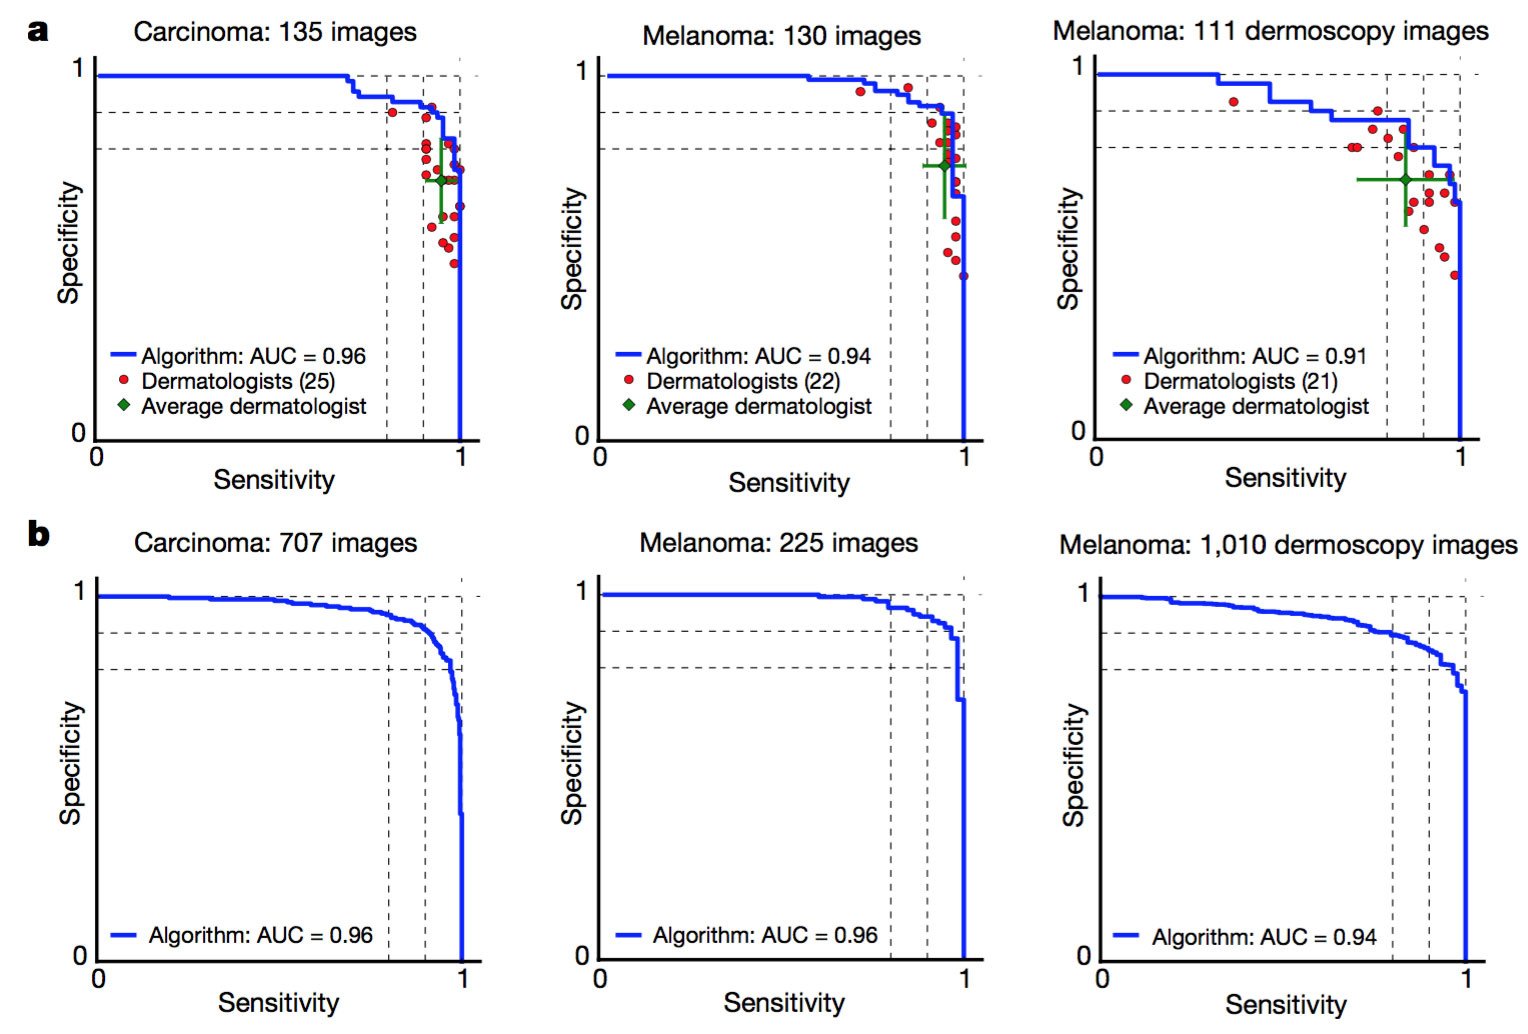 a
Carcinoma: 135 images
1
Specificity
Algorithm: AUC = 0.96
Dermatologists (25)
Average dermatologist
0
0
1
Sensitivity
Melanoma: 130 images
1
Specificity
Algorithm: AUC = 0.94
Dermatologists (22)
Average dermatologist
0
0
1
Sensitivity
Melanoma: 111 dermoscopy images
1
Specificity
Algorithm: AUC = 0.91
Dermatologists (21)
Average dermatologist
0
0
1
Sensitivity
b
Carcinoma: 707 images
1
Specificity
Algorithm: AUC = 0.96
0
0
1
Sensitivity
Melanoma: 225 images
1
Specificity
Algorithm: AUC = 0.96
0
0
1
Sensitivity
Melanoma: 1,010 dermoscopy images
1
Specificity
Algorithm: AUC = 0.94
0
0
1
Sensitivity